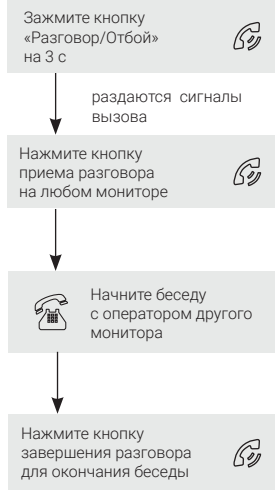 Зажмите кнопку
«Разговор/Отбой»
на 3 с
раздаются сигналы
вызова
Нажмите кнопку
приема разговора
на любом мониторе
Начните беседу
с оператором другого
монитора
Нажмите кнопку
завершения разговора
для окончания беседы